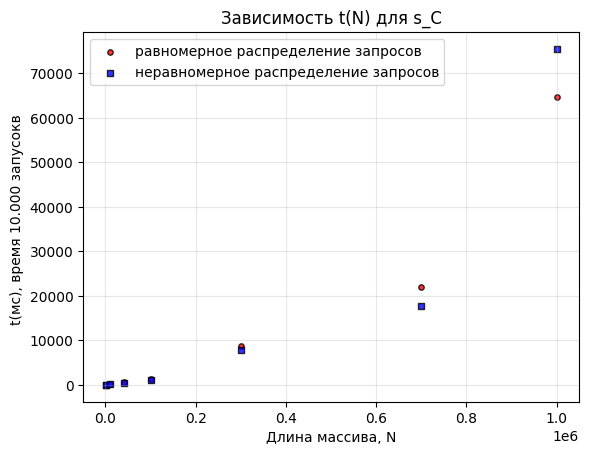 Зависимость t(N) для s_C
равномерное распределение запросов
неравномерное распределение запросов
t(мс), время 10.000 запусокв
70000
60000
50000
40000
30000
20000
10000
0
0.0 0.2 0.4 0.6 0.8 1.0
1e6
Длина массива, N